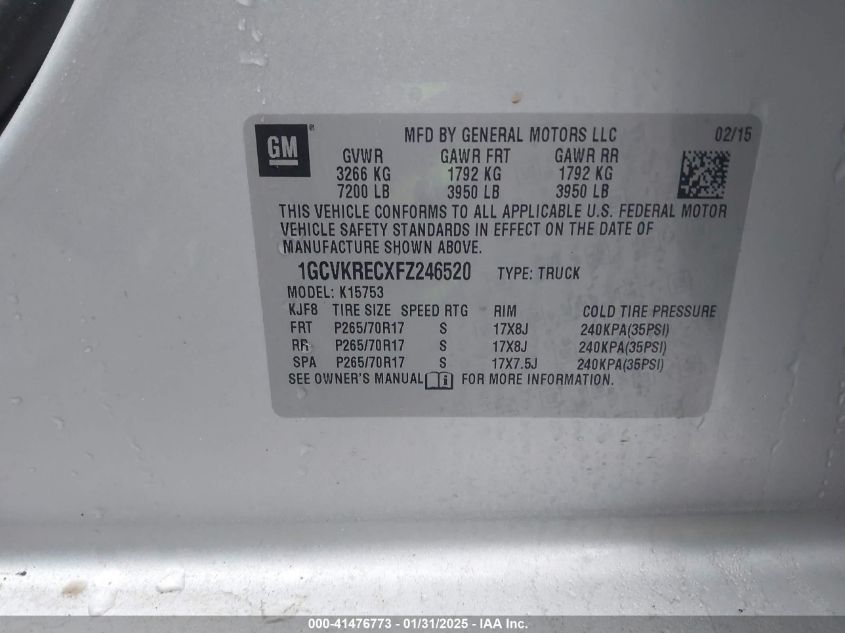 GM
MFD BY GENERAL MOTORS LLC 02/15
GVWR GAWR FRT GAWR RR
3266 KG 1792 KG 1792 KG
7200 LB 3950 LB 3950 LB
THIS VEHICLE CONFORMS TO ALL APPLICABLE U.S. FEDERAL MOTOR
VEHICLE SAFETY STANDARDS IN EFFECT ON THE DATE OF
MANUFACTURE SHOWN ABOVE.
1GCVKRECXFZ246520 TYPE: TRUCK
MODEL: K15753
KJF8 TIRE SIZE SPEED RTG RIM COLD TIRE PRESSURE
FRT P265/70R17 S 17X8J 240KPA(35PSI)
RR P265/70R17 S 17X8J 240KPA(35PSI)
SPA P265/70R17 S 17X7.5J 240KPA(35PSI)
SEE OWNER'S MANUAL FOR MORE INFORMATION.
000-41476773 - 01/31/2025 - IAA Inc.